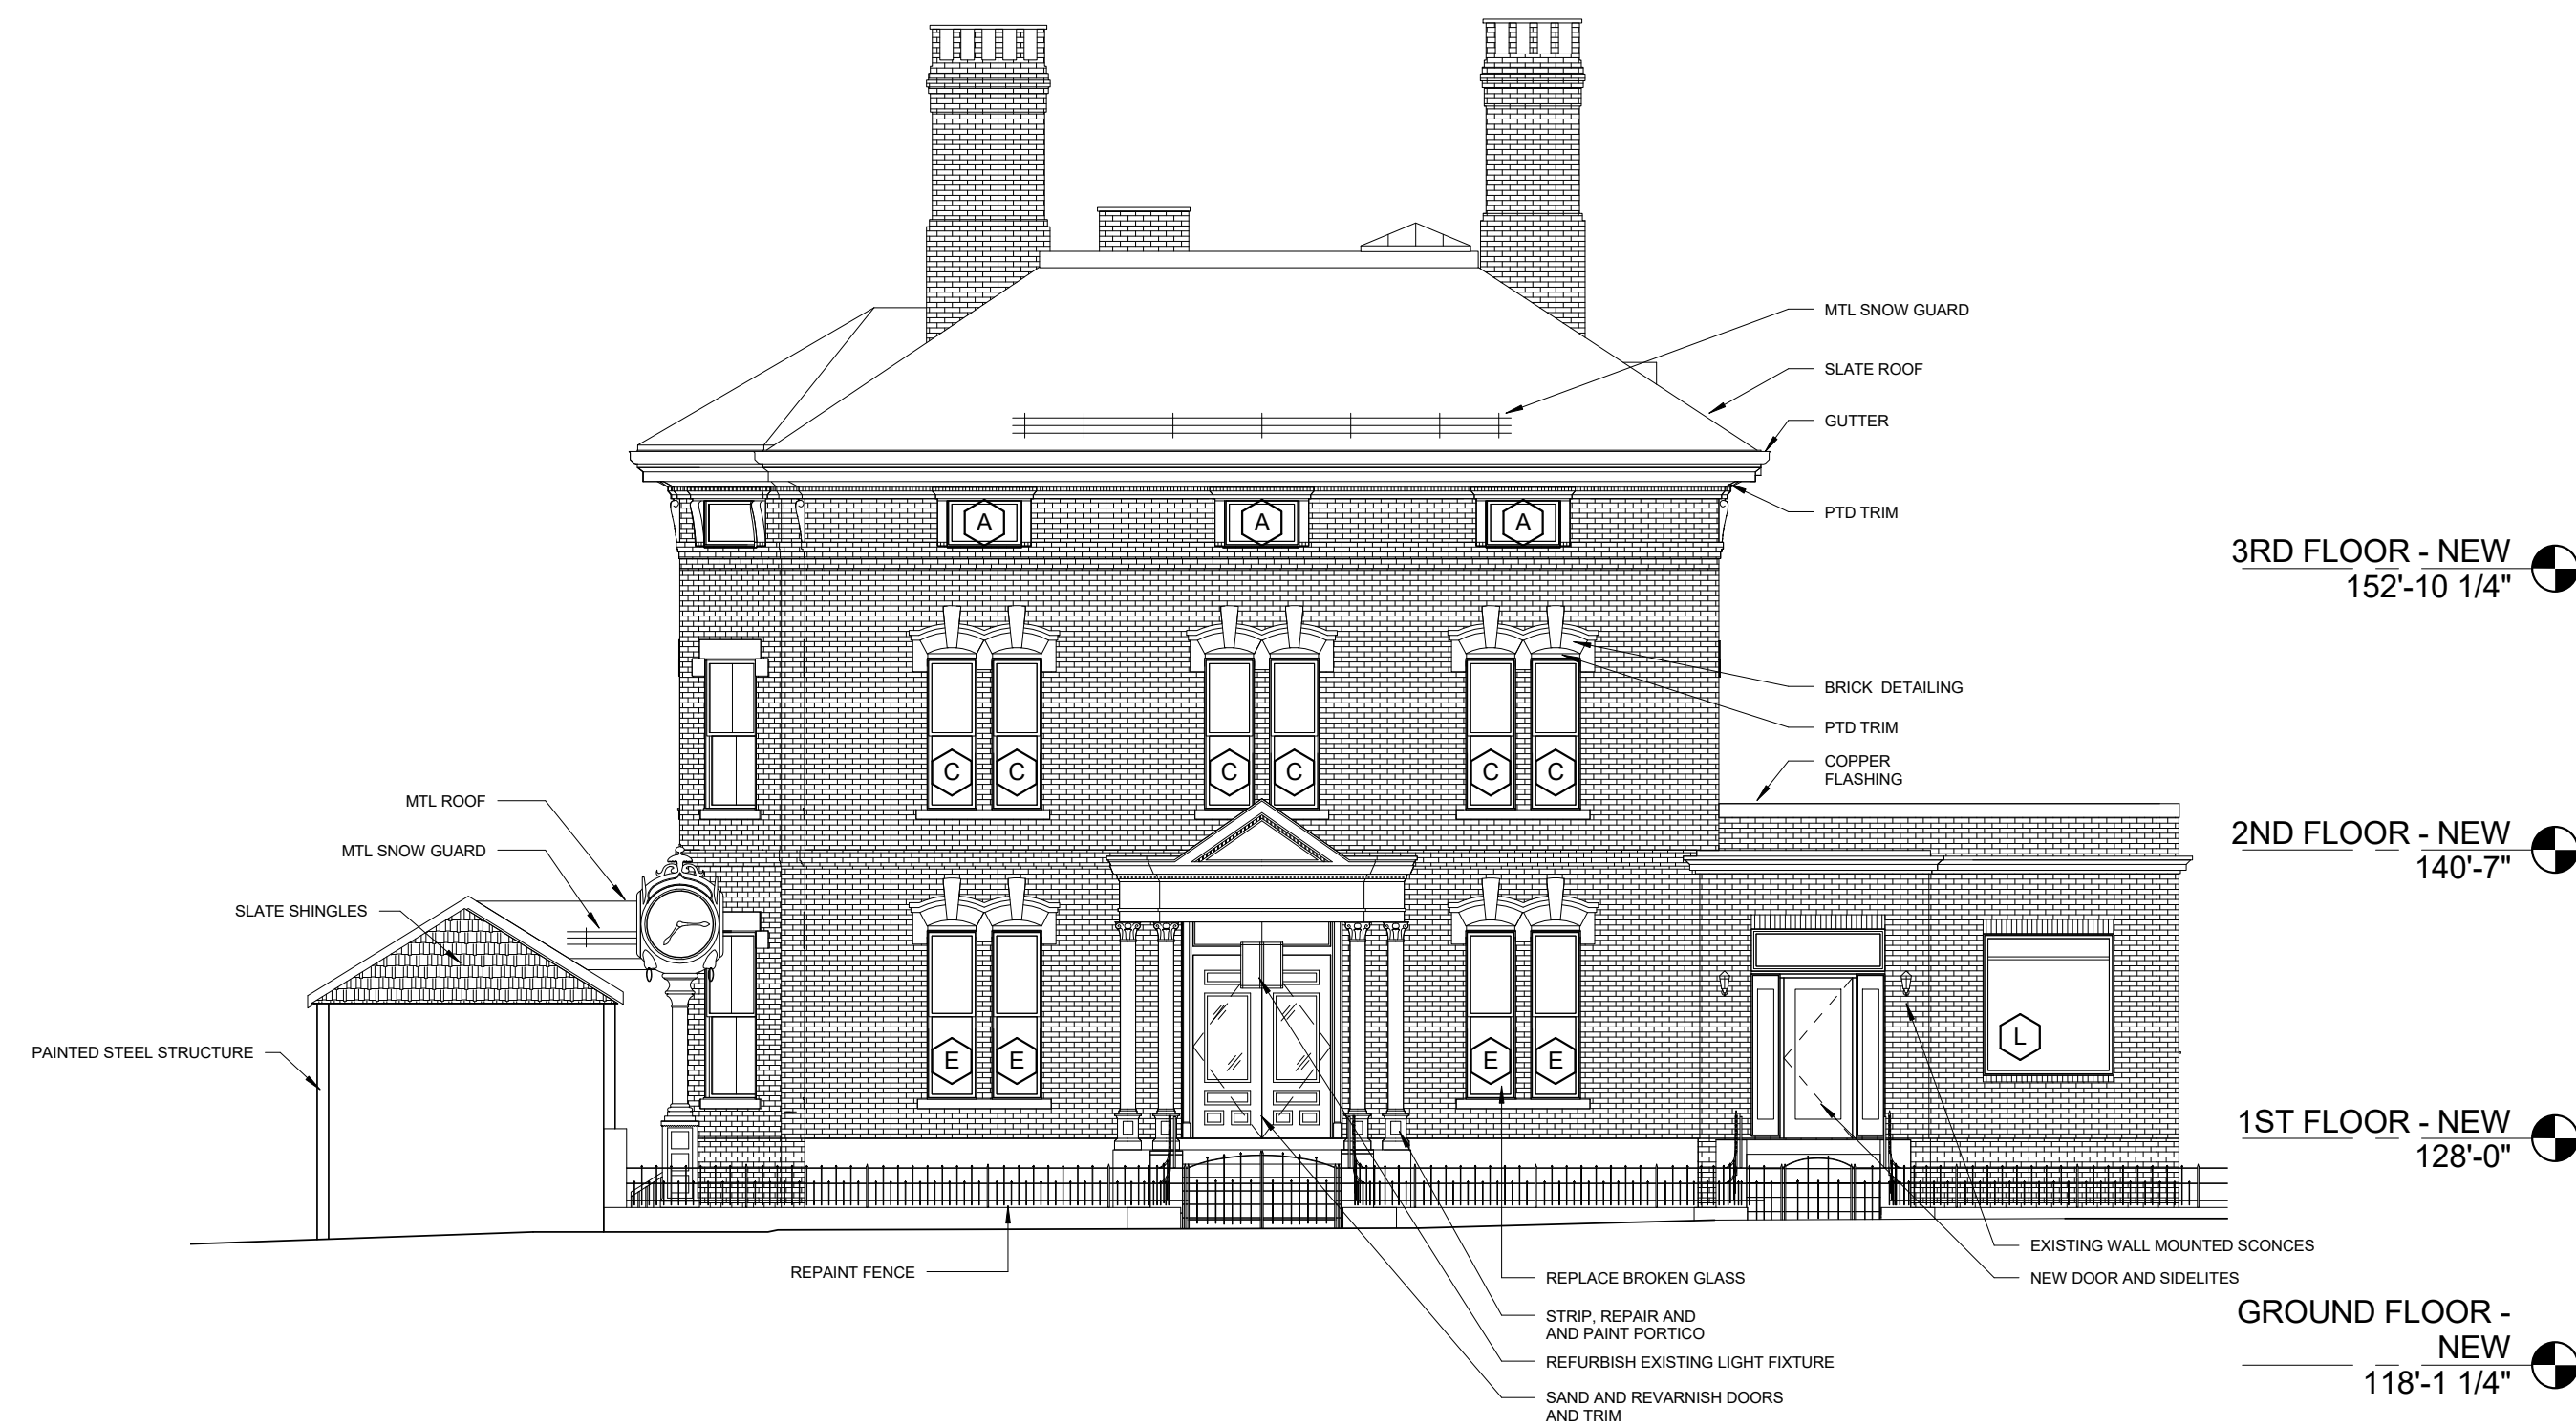 MTL SNOW GUARD
SLATE ROOF
GUTTER
A
A
A
PTD TRIM
3RD FLOOR - NEW
152'-10 1/4"
BRICK DETAILING
PTD TRIM
C
C
C
C
C
C
COPPER
FLASHING
MTL ROOF
2ND FLOOR - NEW
140'-7"
MTL SNOW GUARD
SLATE SHINGLES
L
PAINTED STEEL STRUCTURE
E
E
E
E
1ST FLOOR - NEW
128'-0"
EXISTING WALL MOUNTED SCONCES
REPAINT FENCE
REPLACE BROKEN GLASS
NEW DOOR AND SIDELITES
STRIP, REPAIR AND
AND PAINT PORTICO
GROUND FLOOR -
NEW
118'-1 1/4"
REFURBISH EXISTING LIGHT FIXTURE
SAND AND REVARNISH DOORS
AND TRIM